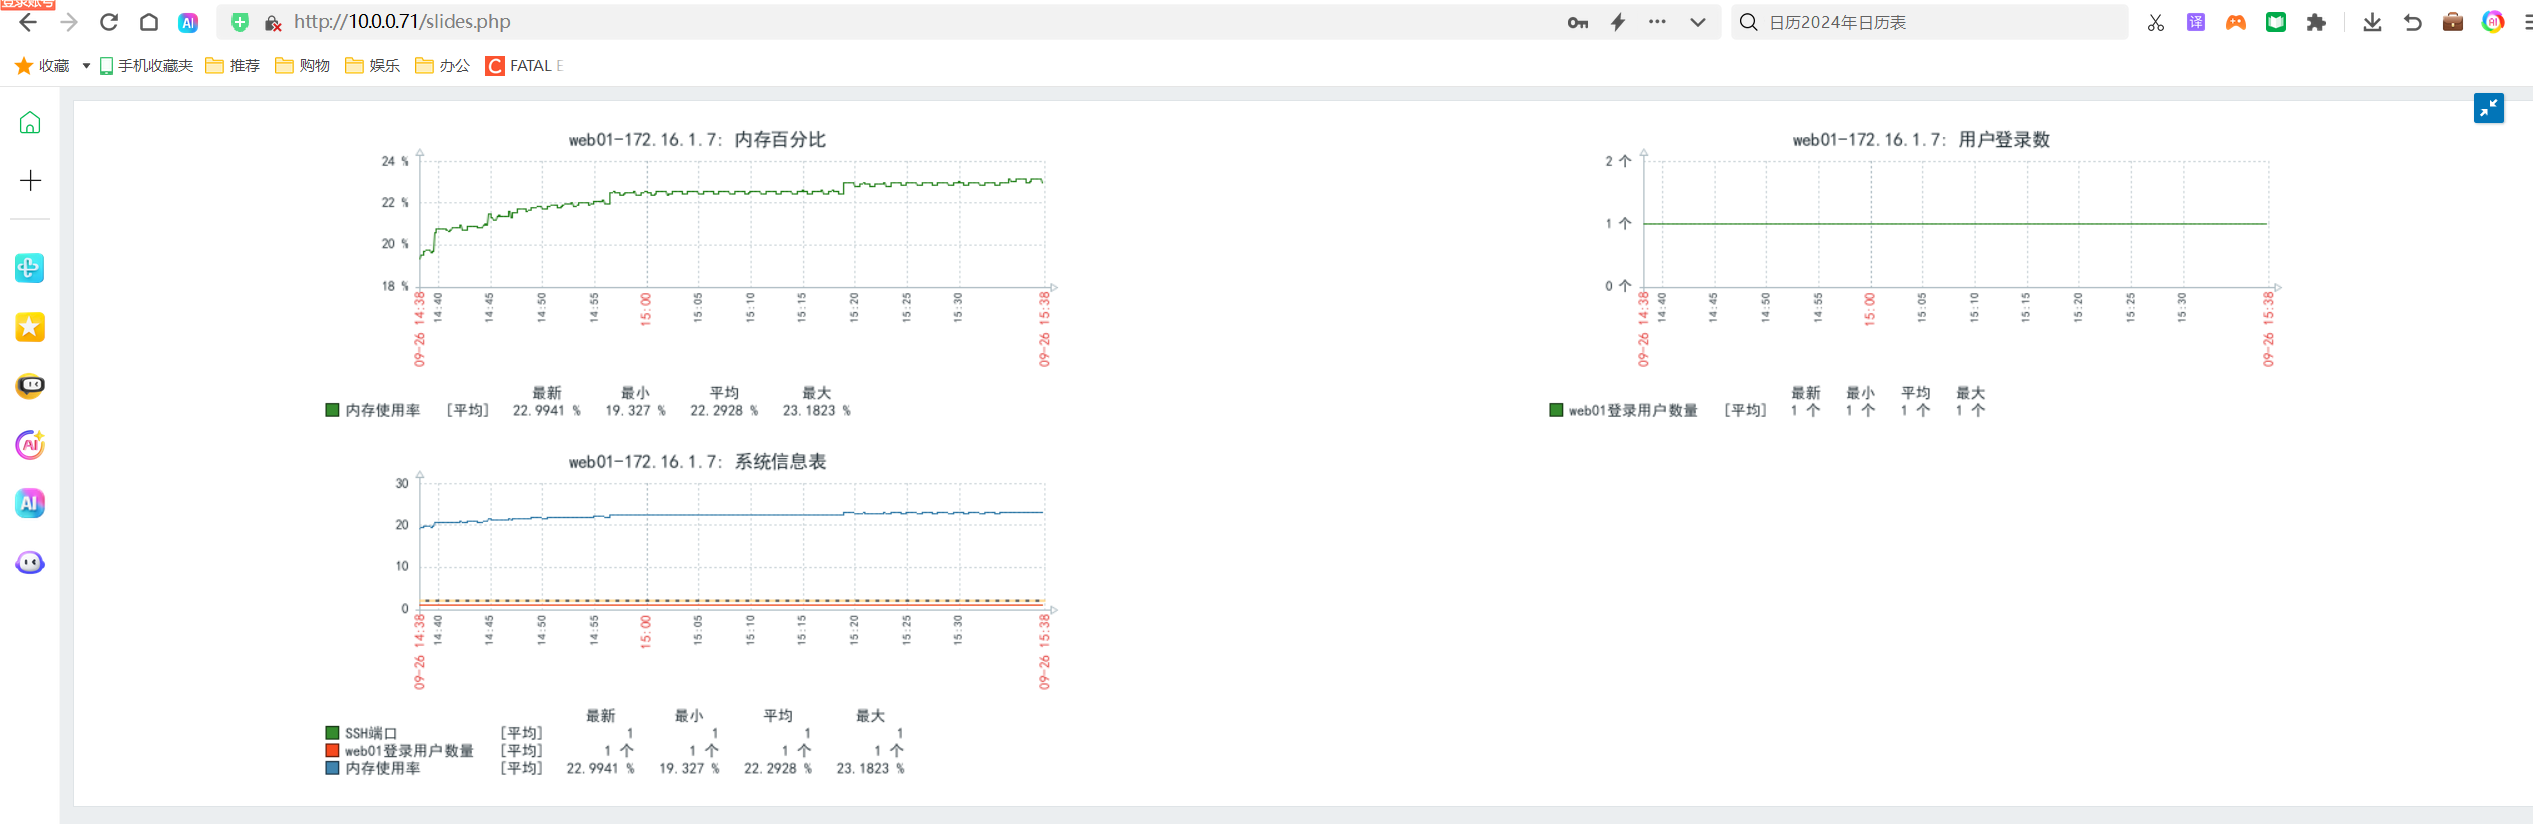 登录账号
http://10.0.0.71/slides.php
日历2024年日历表
收藏 手机收藏夹 推荐 购物 娱乐 办公 FATAL E
web01-172.16.1.7: 内存百分比
24 %
22 %
20 %
18 %
09-26 14:38 14:40 14:45 14:50 14:55 15:00 15:05 15:10 15:15 15:20 15:25 15:30 09-26 15:38
最新 最小 平均 最大
内存使用率 [平均] 22.9941 % 19.327 % 22.2928 % 23.1823 %
web01-172.16.1.7: 用户登录数
2 个
1 个
0 个
09-26 14:38 14:40 14:45 14:50 14:55 15:00 15:05 15:10 15:15 15:20 15:25 15:30 09-26 15:38
最新 最小 平均 最大
web01登录用户数量 [平均] 1 个 1 个 1 个 1 个
web01-172.16.1.7: 系统信息表
30
20
10
0
09-26 14:38 14:40 14:45 14:50 14:55 15:00 15:05 15:10 15:15 15:20 15:25 15:30 09-26 15:38
最新 最小 平均 最大
SSH端口 [平均] 1 1 1 1
web01登录用户数量 [平均] 1 个 1 个 1 个 1 个
内存使用率 [平均] 22.9941 % 19.327 % 22.2928 % 23.1823 %
AI
译
AI
AI
AI